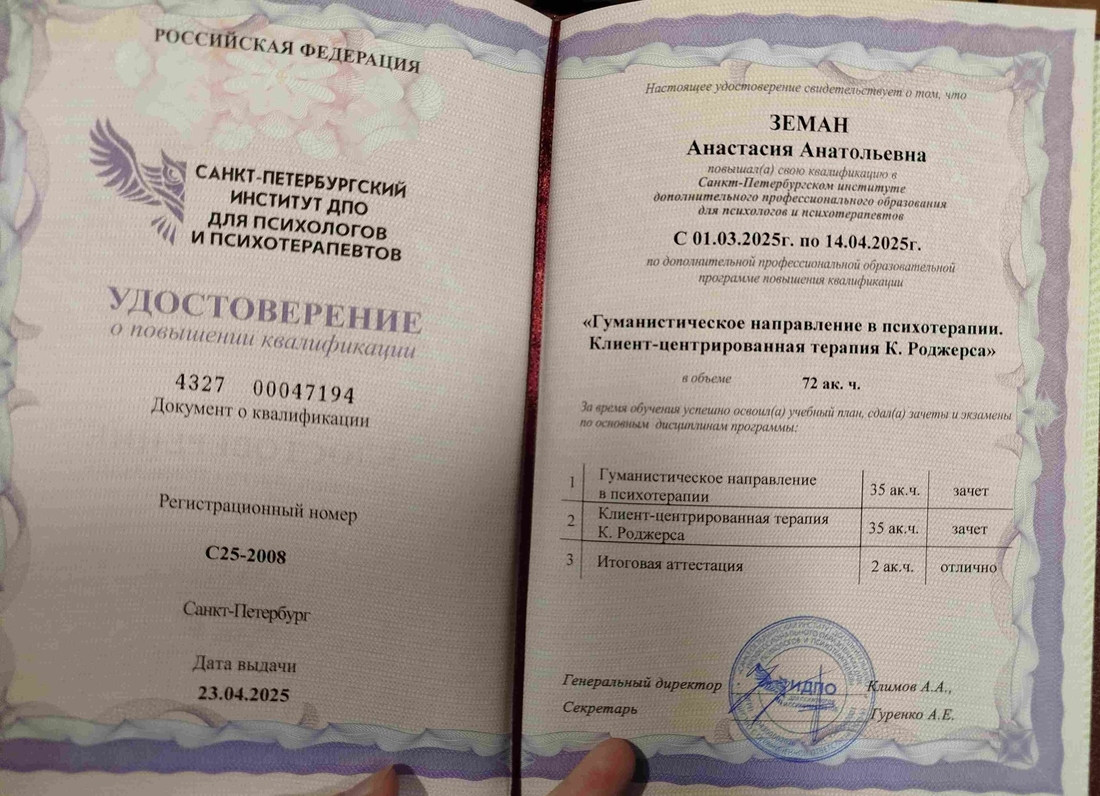 РОССИЙСКАЯ ФЕДЕРАЦИЯ
САНКТ-ПЕТЕРБУРГСКИЙ
ИНСТИТУТ ДПО
ДЛЯ ПСИХОЛОГОВ
И ПСИХОТЕРАПЕВТОВ
УДОСТОВЕРЕНИЕ
о повышении квалификации
4327 00047194
Документ о квалификации
Регистрационный номер
С25-2008
Санкт-Петербург
Дата выдачи
23.04.2025
Настоящее удостоверение свидетельствует о том, что
ЗЕМАН
Анастасия Анатольевна
повышал(а) свою квалификацию в
Санкт-Петербургском институте
дополнительного профессионального образования
для психологов и психотерапевтов
С 01.03.2025г. по 14.04.2025г.
по дополнительной профессиональной образовательной
программе повышения квалификации
«Гуманистическое направление в психотерапии.
Клиент-центрированная терапия К. Роджерса»
в объеме 72 ак. ч.
За время обучения успешно освоил(а) учебный план, сдал(а) зачеты и экзамены
по основным дисциплинам программы:
1 Гуманистическое направление
в психотерапии 35 ак.ч. зачет
2 Клиент-центрированная терапия
К. Роджерса 35 ак.ч. зачет
3 Итоговая аттестация 2 ак.ч. отлично
Генеральный директор Климов А.А.,
Секретарь Гуренко А.Е.
ИДПО